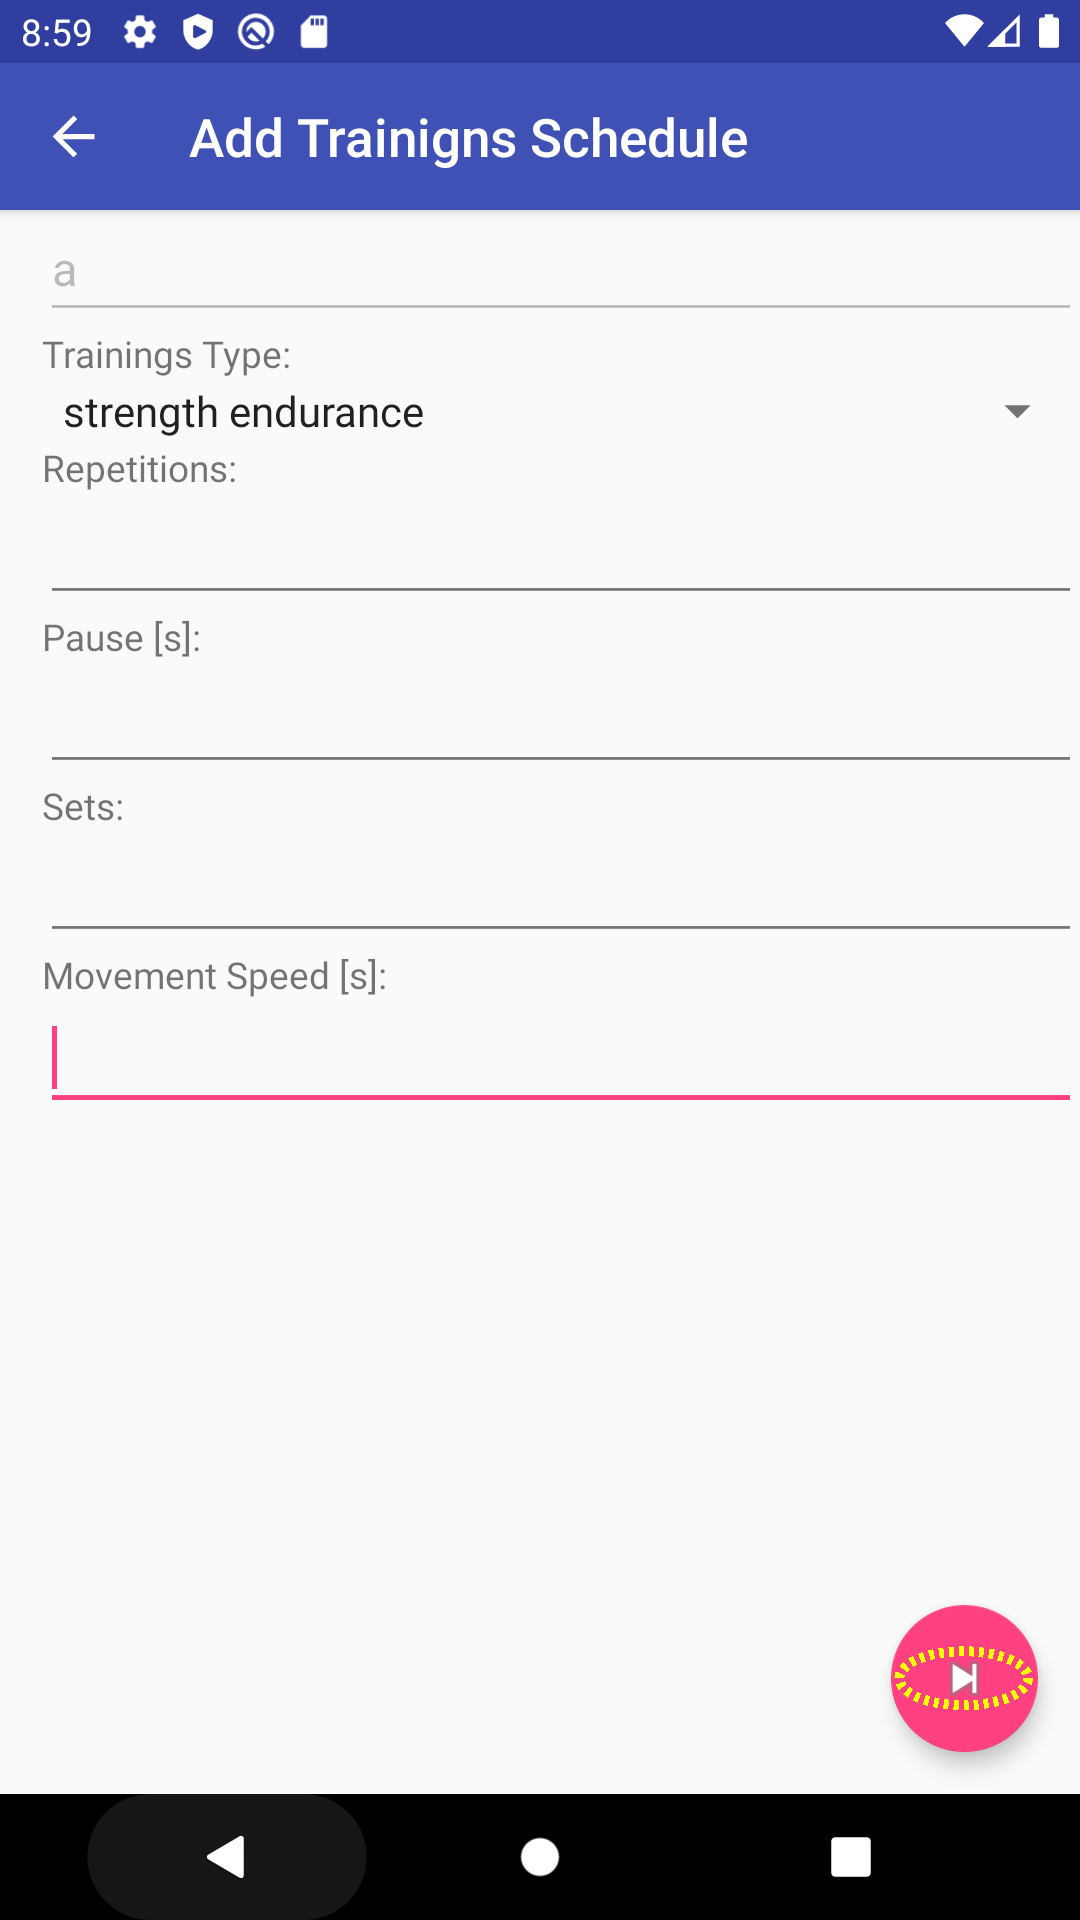 8:59
Add Trainigns Schedule
a
Trainings Type:
strength endurance
Repetitions:
Pause [s]:
Sets:
Movement Speed [s]: